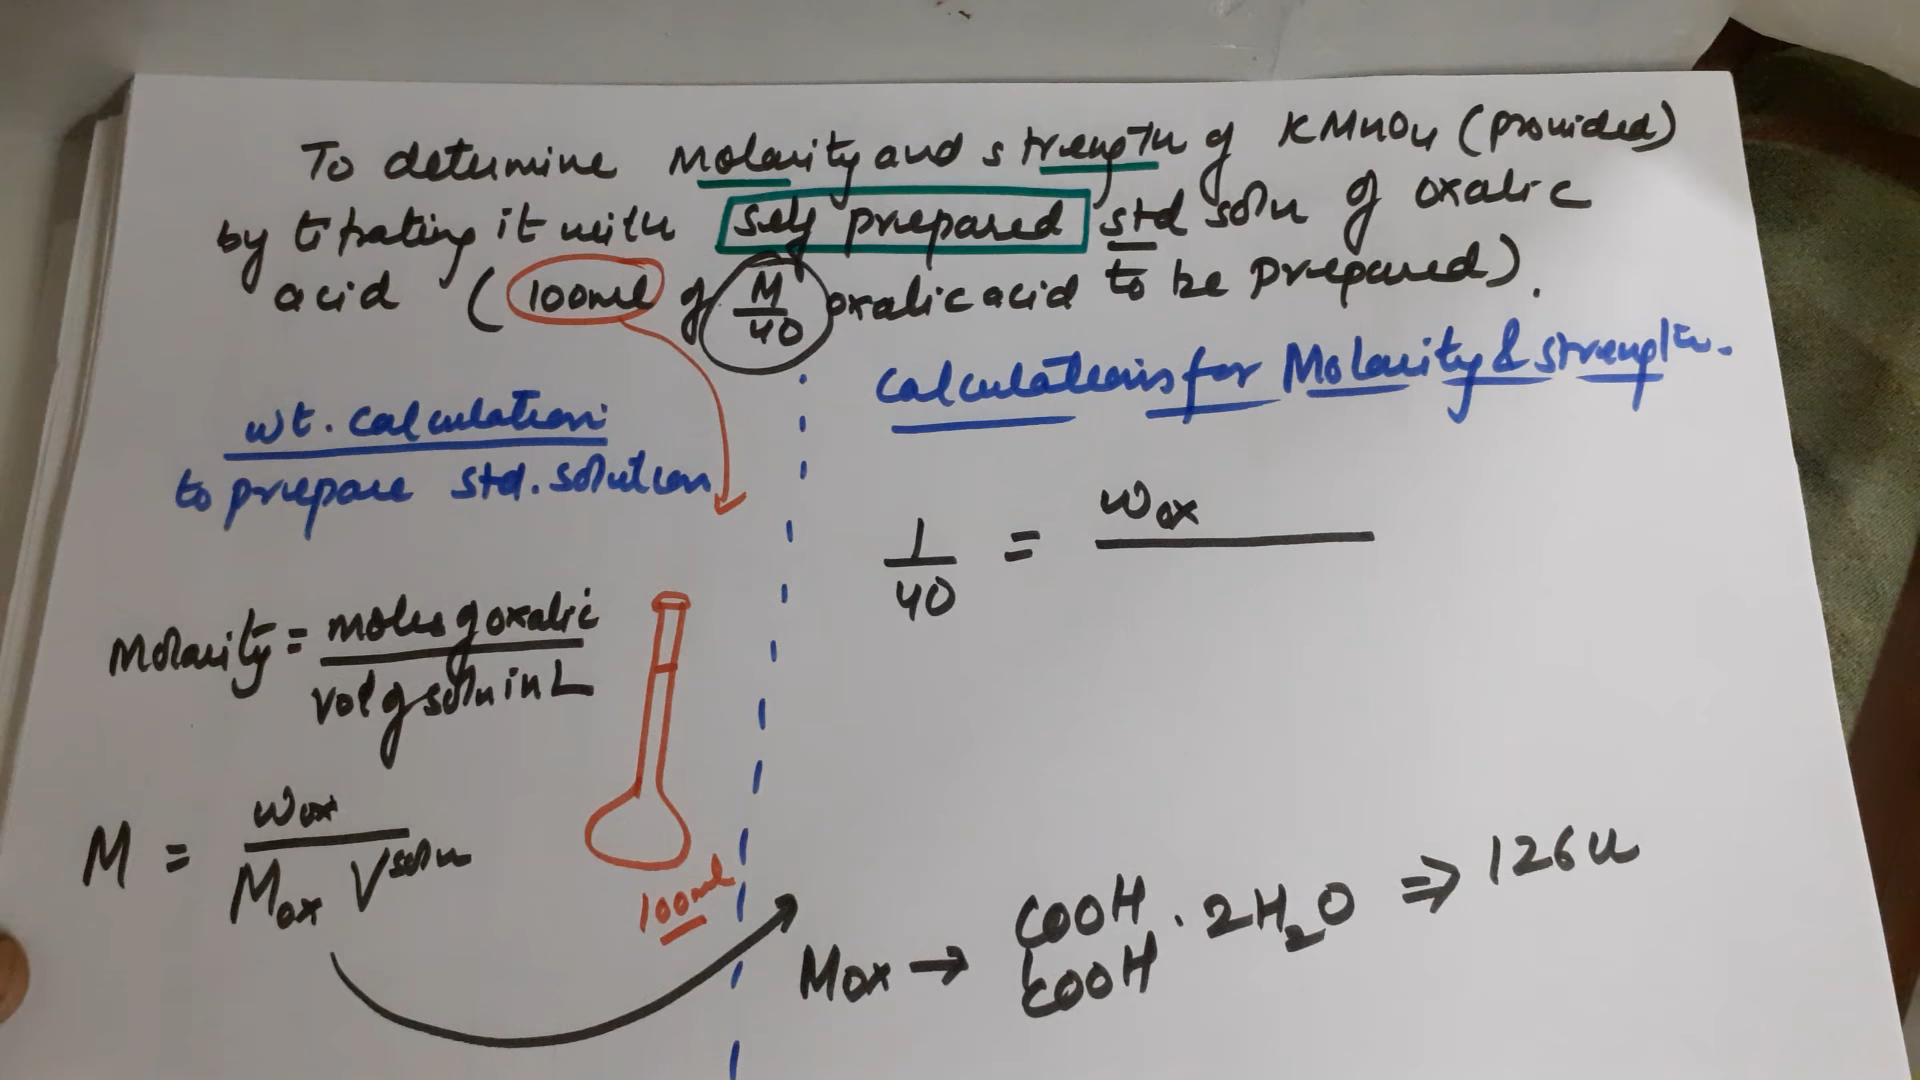 To determine Molarity and strength of KMnO4 (provided)
by titrating it with self prepared std soln of oxalic
acid (100ml of M/40 oxalic acid to be prepared).
wt. calculation
to prepare std. solution
Molarity = moles of oxalic / vol of soln in L
M = Wox / Mox Vsoln
100ml
Calculations for Molarity & strength.
1/40 = Wox
Mox → COOH . 2H2O ⇒ 126u
COOH